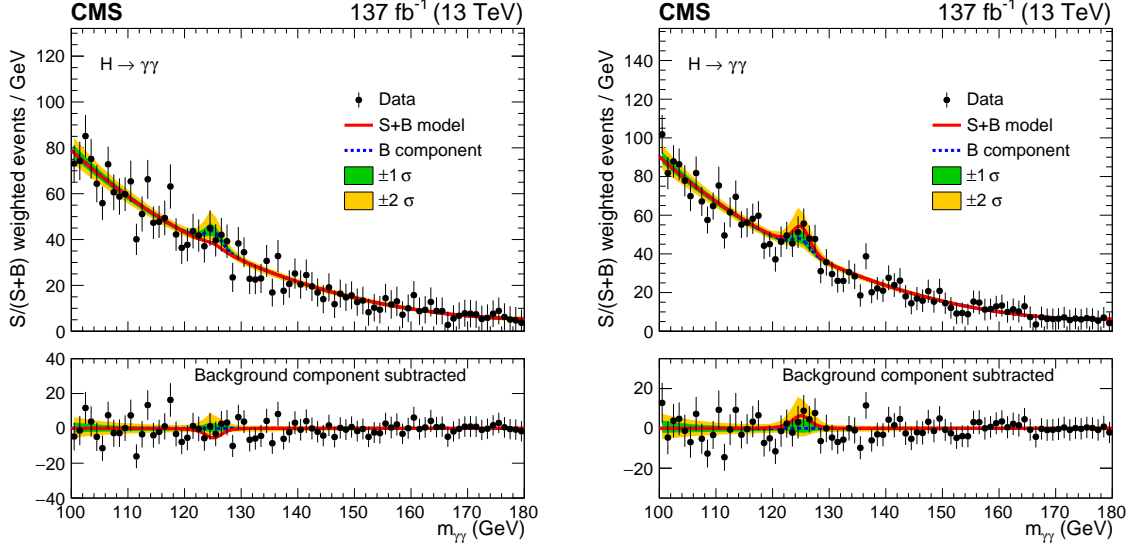 CMS 137 fb⁻¹ (13 TeV)
H → γγ
Data
S+B model
B component
±1 σ
±2 σ
S/(S+B) weighted events / GeV
120
100
80
60
40
20
0
Background component subtracted
40
20
0
−20
−40
100 110 120 130 140 150 160 170 180
mγγ (GeV)
CMS 137 fb⁻¹ (13 TeV)
H → γγ
Data
S+B model
B component
±1 σ
±2 σ
S/(S+B) weighted events / GeV
140
120
100
80
60
40
20
0
Background component subtracted
20
0
−20
100 110 120 130 140 150 160 170 180
mγγ (GeV)